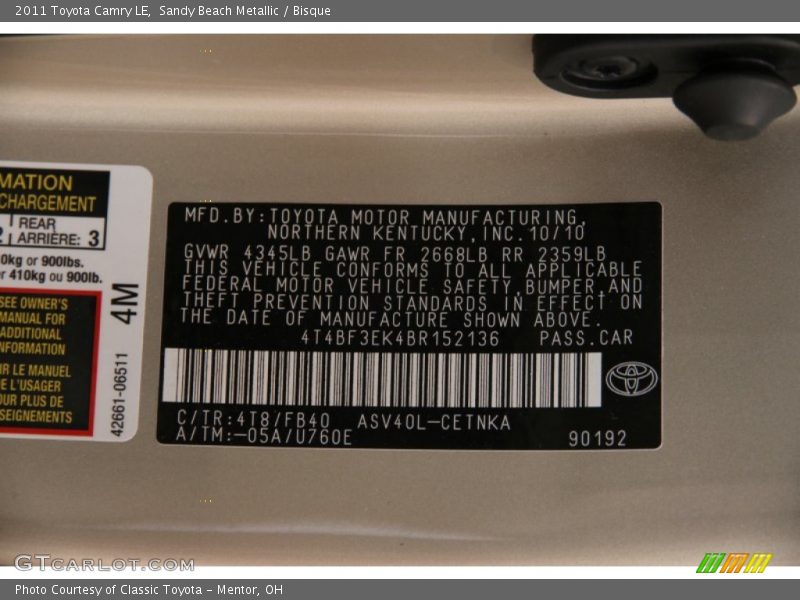 2011 Toyota Camry LE, Sandy Beach Metallic / Bisque
MATION
CHARGEMENT
REAR
ARRIÈRE: 3
0kg or 900lbs.
r 410kg ou 900lb.
SEE OWNER'S
MANUAL FOR
ADDITIONAL
INFORMATION
LE MANUEL
L'USAGER
PLUS DE
SEIGNEMENTS
4M
42661-06511
MFD.BY:TOYOTA MOTOR MANUFACTURING,
NORTHERN KENTUCKY,INC.10/10
GVWR 4345LB GAWR FR 2668LB RR 2359LB
THIS VEHICLE CONFORMS TO ALL APPLICABLE
FEDERAL MOTOR VEHICLE SAFETY,BUMPER,AND
THEFT PREVENTION STANDARDS IN EFFECT ON
THE DATE OF MANUFACTURE SHOWN ABOVE.
4T4BF3EK4BR152136 PASS.CAR
C/TR:4T8/FB40 ASV40L-CETNKA
A/TM:-05A/U760E 90192
GTCARLOT.COM
Photo Courtesy of Classic Toyota - Mentor, OH